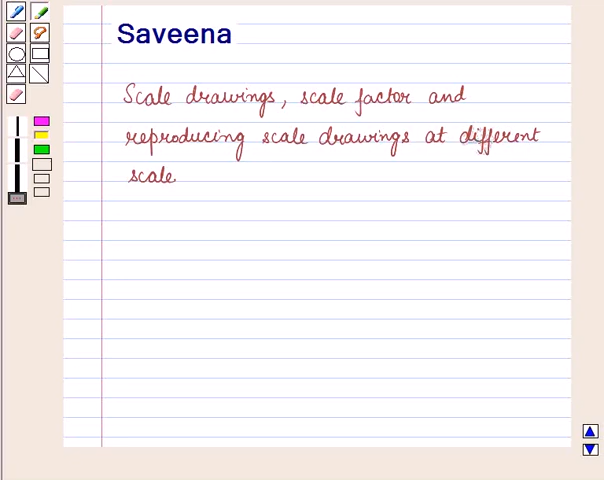 Saveena
Scale drawings, scale factor and
reproducing scale drawings at different
scale